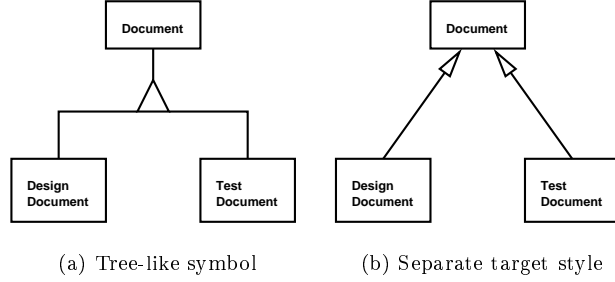 Document
Design
Document
Test
Document
(a) Tree-like symbol
Document
Design
Document
Test
Document
(b) Separate target style